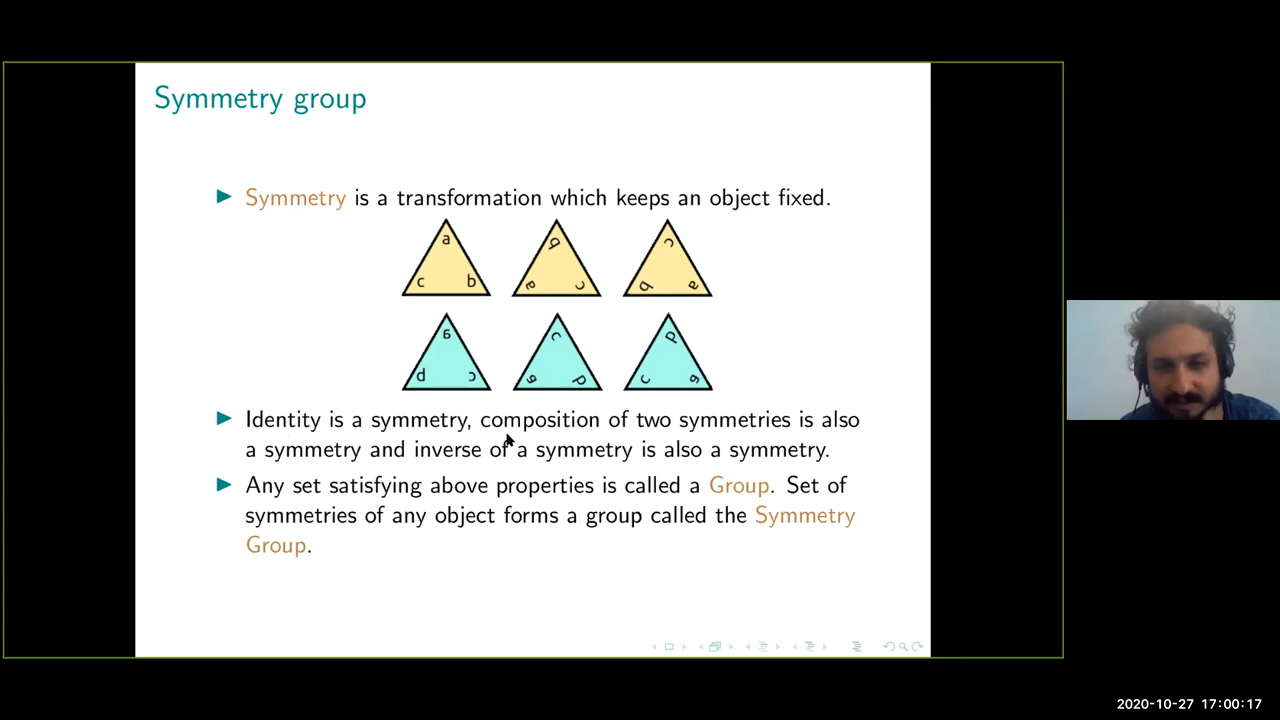 Symmetry group
Symmetry is a transformation which keeps an object fixed.
a b c
c b a c b a
a c d
b c a b c a
Identity is a symmetry, composition of two symmetries is also
a symmetry and inverse of a symmetry is also a symmetry.
Any set satisfying above properties is called a Group. Set of
symmetries of any object forms a group called the Symmetry
Group.
2020-10-27 17:00:17